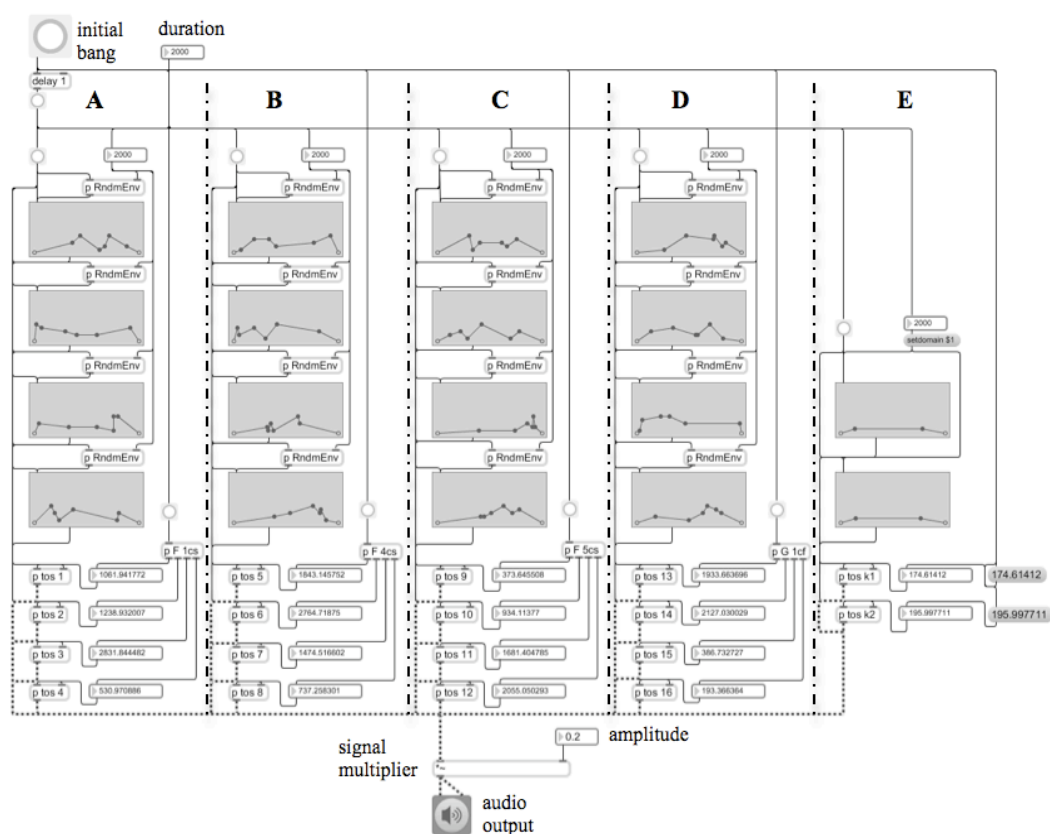 initial
bang
duration
2000
delay 1
A
B
C
D
E
2000
2000
2000
2000
p RndmEnv
p RndmEnv
p RndmEnv
p RndmEnv
p RndmEnv
p RndmEnv
p RndmEnv
p RndmEnv
2000
setdomain $1
p RndmEnv
p RndmEnv
p RndmEnv
p RndmEnv
p RndmEnv
p RndmEnv
p RndmEnv
p RndmEnv
p F 1cs
p F 4cs
p F 5cs
p G 1cf
p tos 1
1061.941772
p tos 5
1843.145752
p tos 9
373.645508
p tos 13
1933.663696
p tos k1
174.61412
174.61412
p tos 2
1238.932007
p tos 6
2764.71875
p tos 10
934.11377
p tos 14
2127.030029
p tos k2
195.997711
195.997711
p tos 3
2831.844482
p tos 7
1474.516602
p tos 11
1681.404785
p tos 15
386.732727
p tos 4
530.970886
p tos 8
737.258301
p tos 12
2055.050293
p tos 16
193.366364
0.2
amplitude
signal
multiplier
audio
output